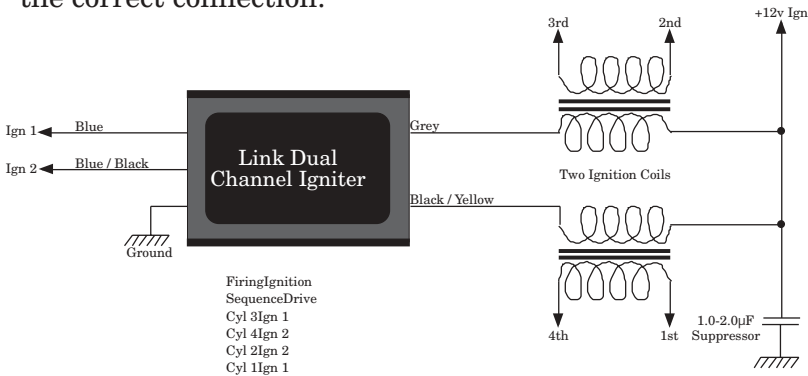 the correct connection.
3rd
2nd
+12v Ign
Ign 1
Blue
Grey
Ign 2
Blue / Black
Link Dual
Channel Igniter
Two Ignition Coils
Black / Yellow
Ground
FiringIgnition
SequenceDrive
Cyl 3Ign 1
Cyl 4Ign 2
Cyl 2Ign 2
Cyl 1Ign 1
4th
1st
1.0-2.0µF
Suppressor